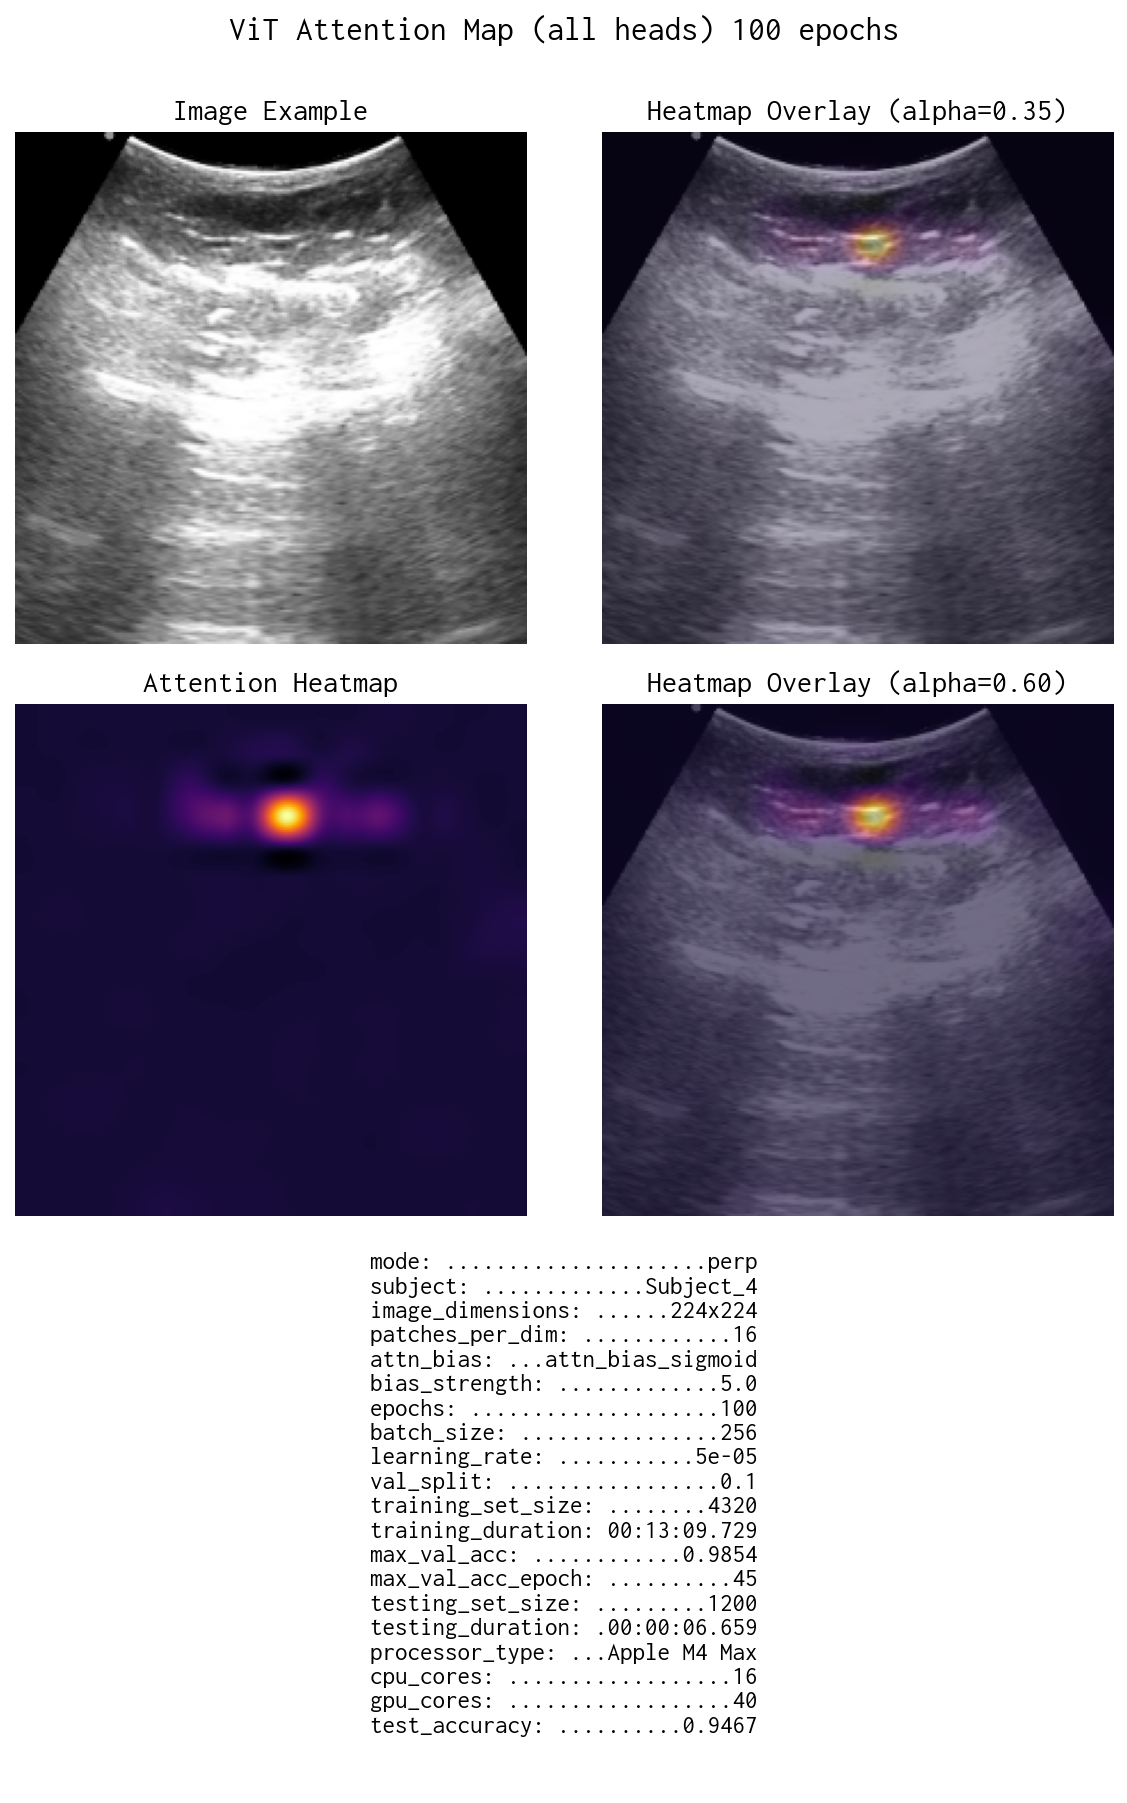 ViT Attention Map (all heads) 100 epochs
Image Example
Heatmap Overlay (alpha=0.35)
Attention Heatmap
Heatmap Overlay (alpha=0.60)
mode: .....................perp
subject: .............Subject_4
image_dimensions: ......224x224
patches_per_dim: ............16
attn_bias: ...attn_bias_sigmoid
bias_strength: .............5.0
epochs: ....................100
batch_size: ................256
learning_rate: ...........5e-05
val_split: .................0.1
training_set_size: ........4320
training_duration: 00:13:09.729
max_val_acc: ............0.9854
max_val_acc_epoch: ..........45
testing_set_size: .........1200
testing_duration: .00:00:06.659
processor_type: ...Apple M4 Max
cpu_cores: ..................16
gpu_cores: ..................40
test_accuracy: ..........0.9467